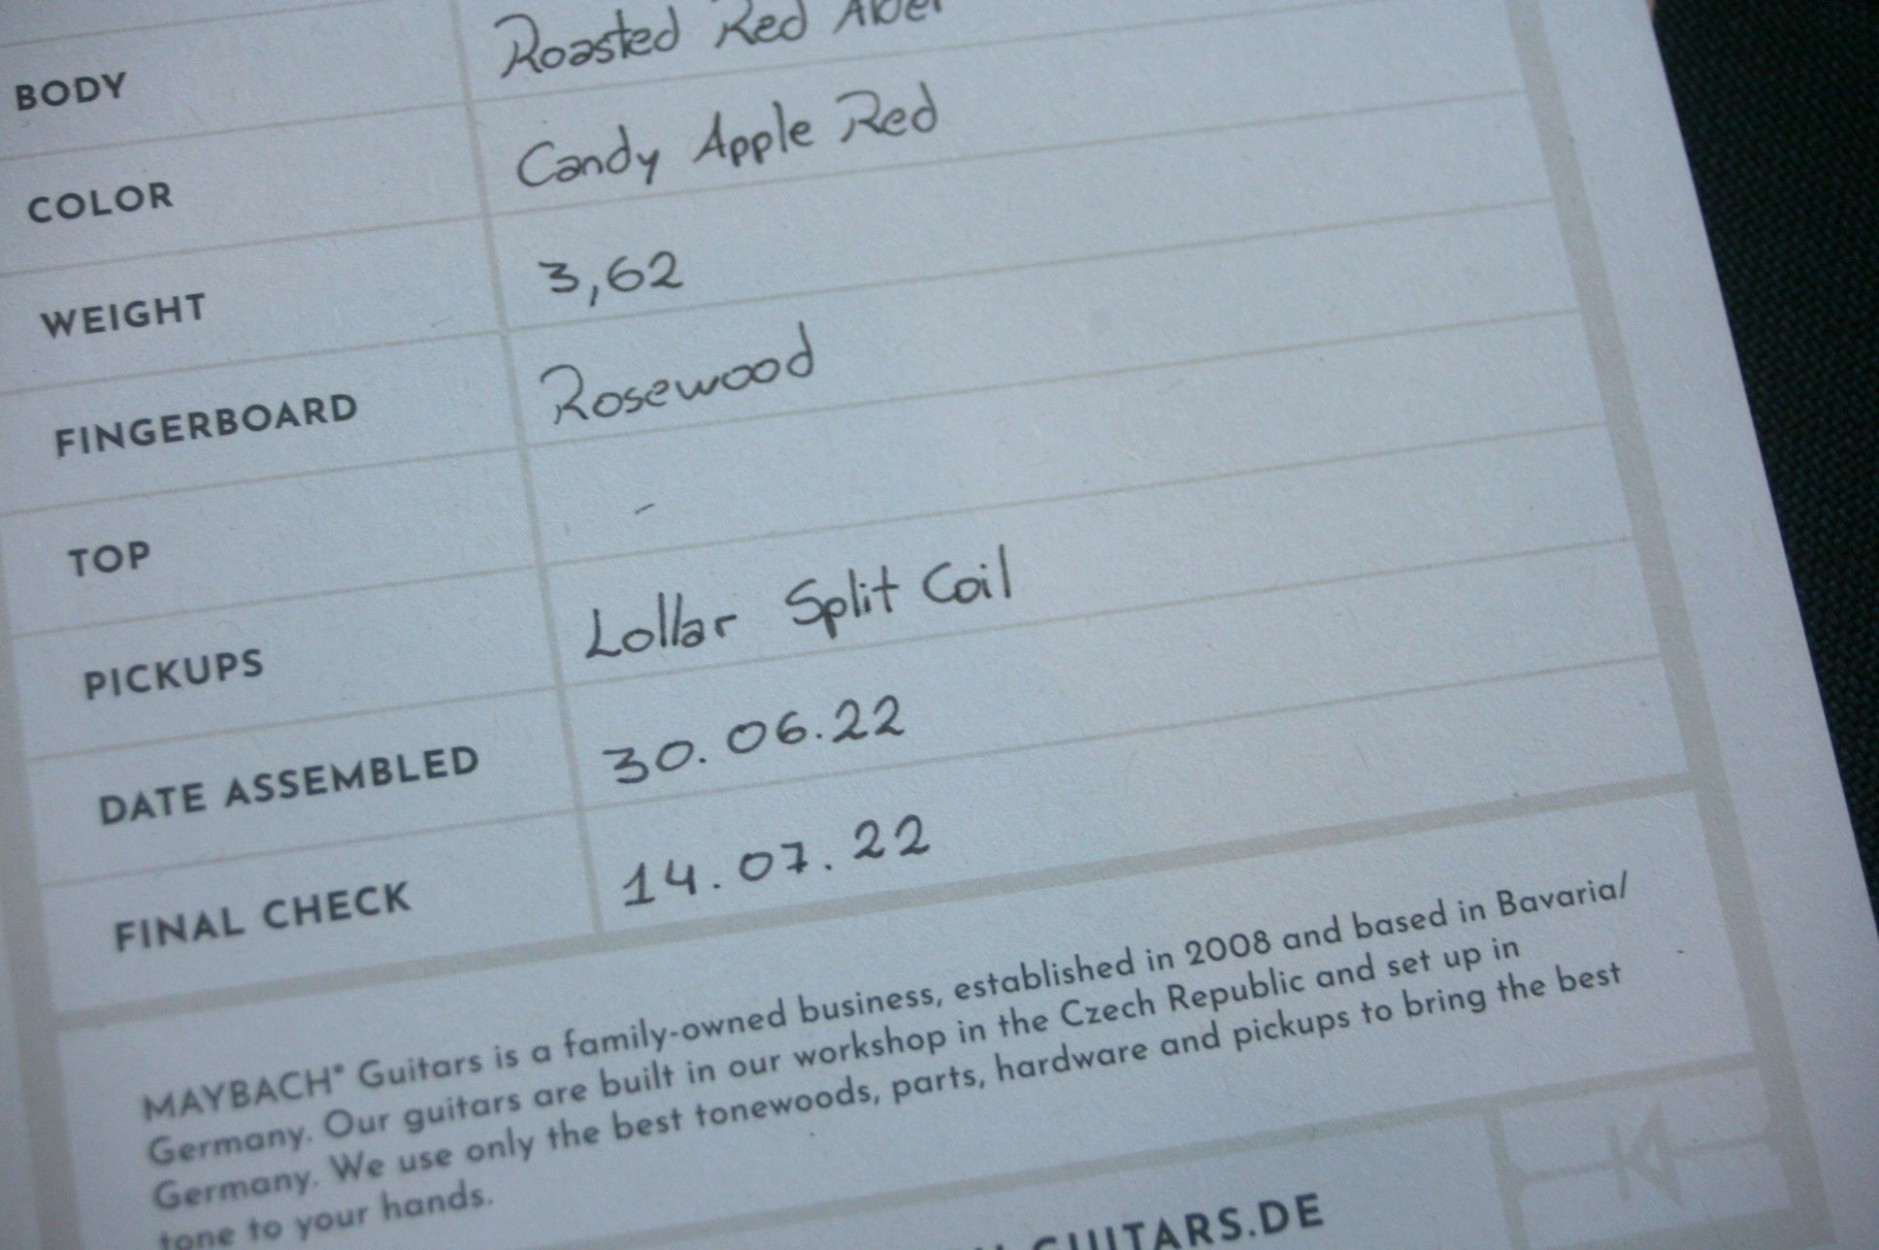 BODY Roasted Red Alder
COLOR Candy Apple Red
WEIGHT 3,62
FINGERBOARD Rosewood
TOP -
PICKUPS Lollar Split Coil
DATE ASSEMBLED 30.06.22
FINAL CHECK 14.07.22
MAYBACH® Guitars is a family-owned business, established in 2008 and based in Bavaria/
Germany. Our guitars are built in our workshop in the Czech Republic and set up in
Germany. We use only the best tonewoods, parts, hardware and pickups to bring the best
tone to your hands.
GUITARS.DE